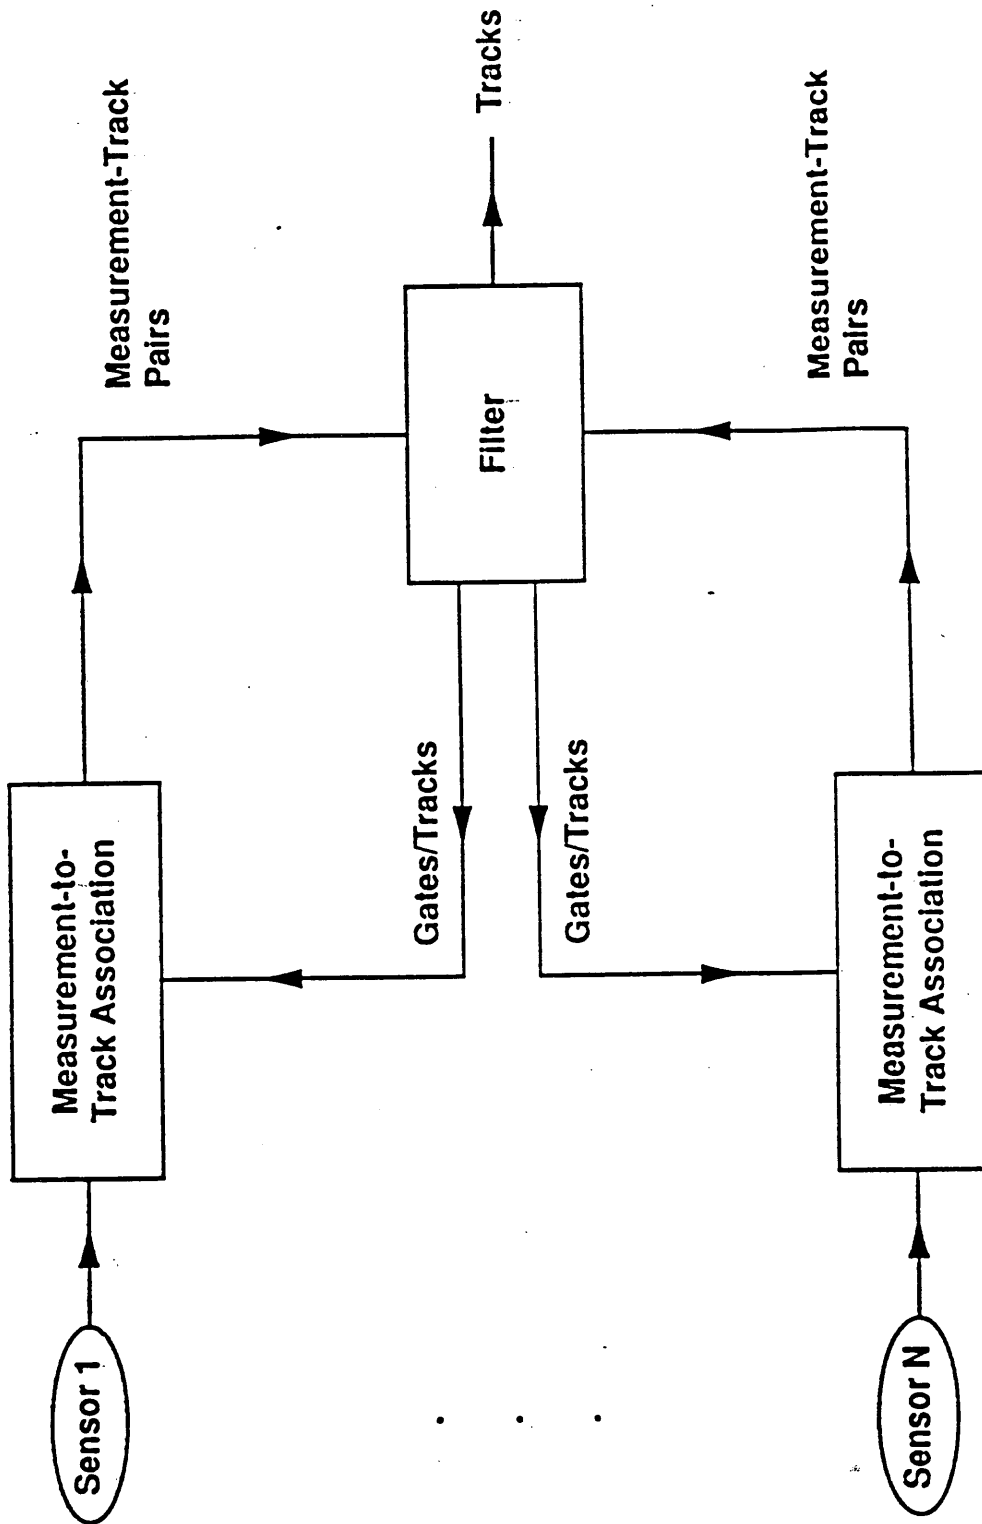 Sensor 1
Measurement-to-
Track Association
Measurement-Track
Pairs
Gates/Tracks
Filter
Tracks
Gates/Tracks
Sensor N
Measurement-to-
Track Association
Measurement-Track
Pairs